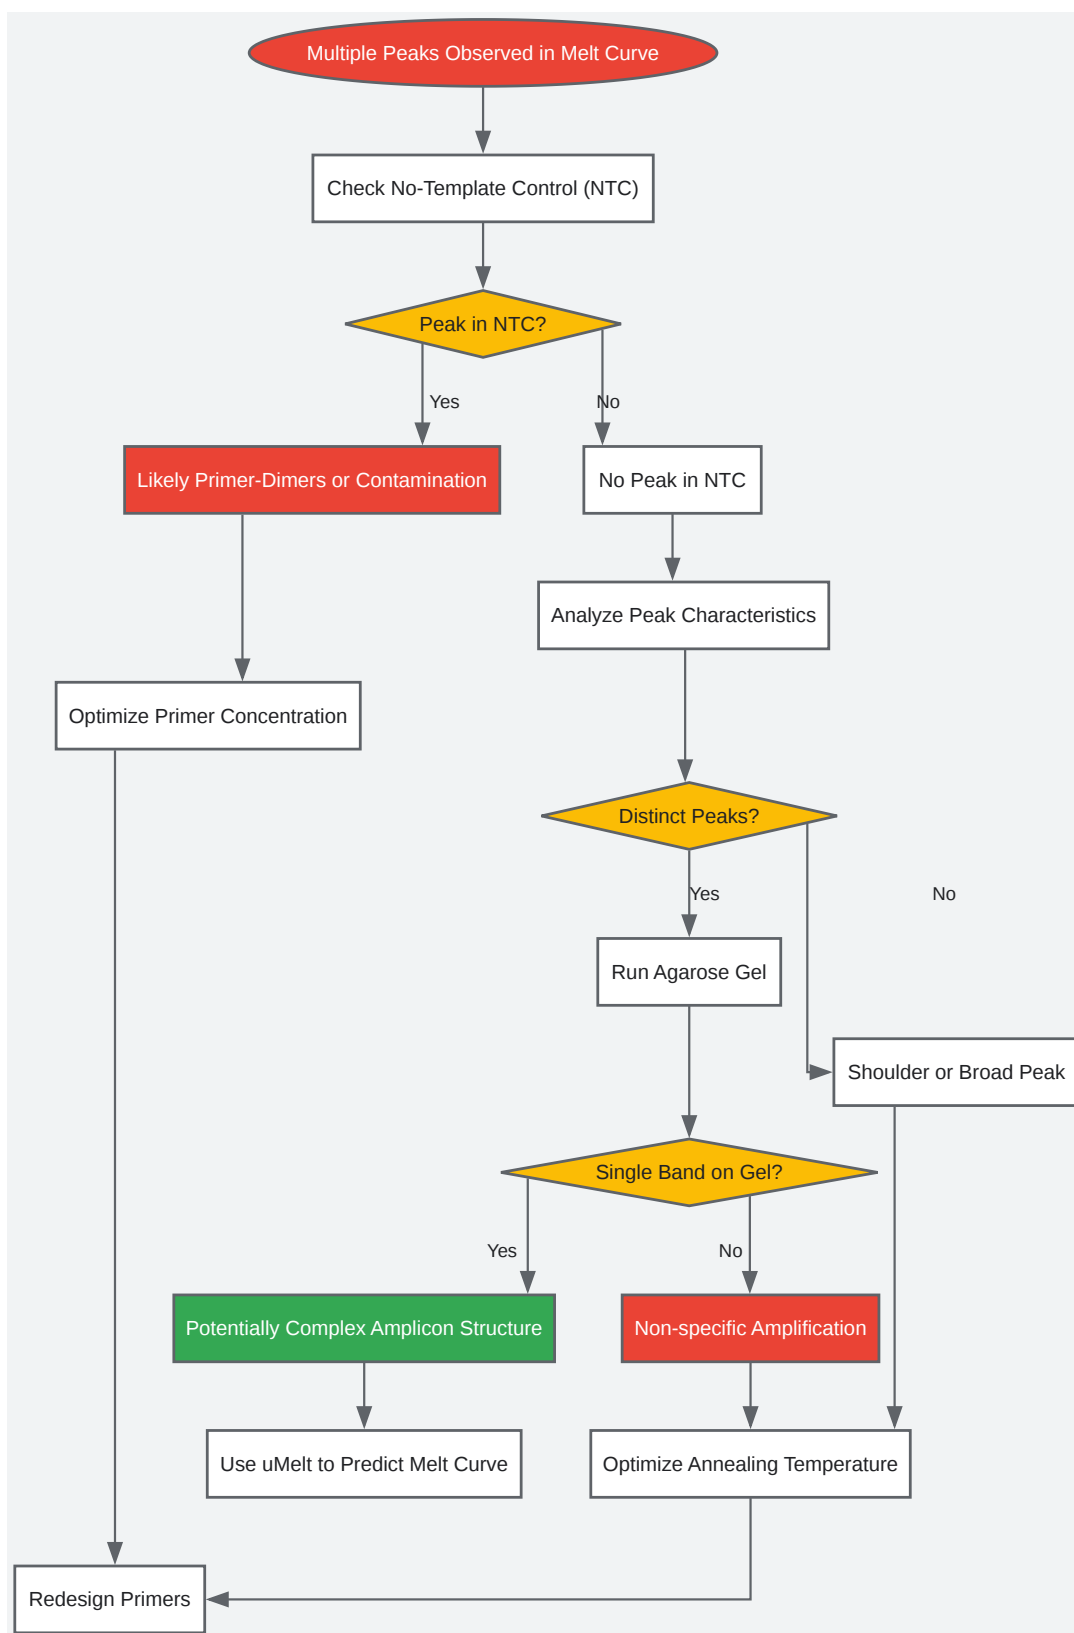 Multiple Peaks Observed in Melt Curve
Check No-Template Control (NTC)
Peak in NTC?
Yes
No
Likely Primer-Dimers or Contamination
No Peak in NTC
Analyze Peak Characteristics
Optimize Primer Concentration
Distinct Peaks?
Yes
No
Run Agarose Gel
Shoulder or Broad Peak
Single Band on Gel?
Yes
No
Potentially Complex Amplicon Structure
Non-specific Amplification
Use uMelt to Predict Melt Curve
Optimize Annealing Temperature
Redesign Primers